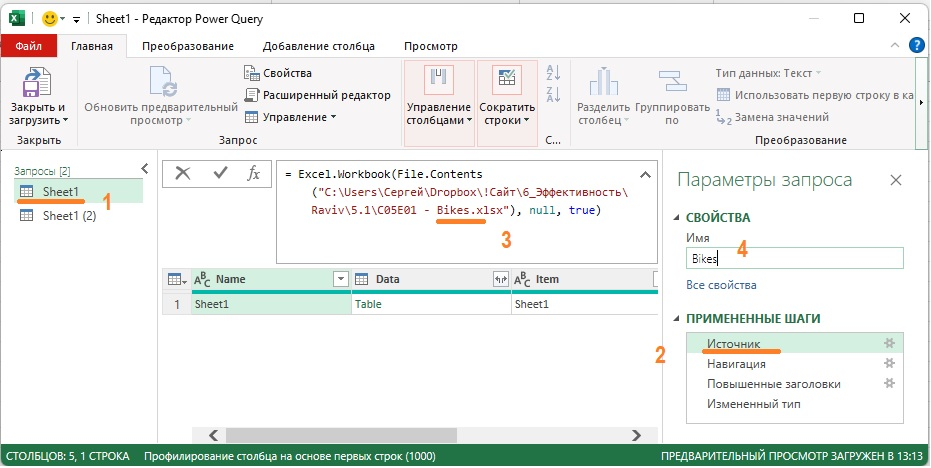 Sheet1 - Редактор Power Query
Файл
Главная
Преобразование
Добавление столбца
Просмотр
Закрыть и
загрузить
Закрыть
Обновить предварительный
просмотр
Свойства
Расширенный редактор
Управление
Запрос
Управление
столбцами
Сократить
строки
С...
Разделить
столбец
Группировать
по
Тип данных: Текст
Использовать первую строку в ка
Замена значений
Преобразование
Запросы [2]
Sheet1
Sheet1 (2)
1
fx
= Excel.Workbook(File.Contents
("C:\Users\Сергей\Dropbox\!Сайт\6_Эффективность\
Raviv\5.1\C05E01 - Bikes.xlsx"), null, true)
3
ABC Name
Data
ABC Item
1 Sheet1 Table Sheet1
Параметры запроса
СВОЙСТВА
Имя
4
Bikes
Все свойства
ПРИМЕНЕННЫЕ ШАГИ
2
Источник
Навигация
Повышенные заголовки
Измененный тип
СТОЛБЦОВ: 5, 1 СТРОКА
Профилирование столбца на основе первых строк (1000)
ПРЕДВАРИТЕЛЬНЫЙ ПРОСМОТР ЗАГРУЖЕН В 13:13